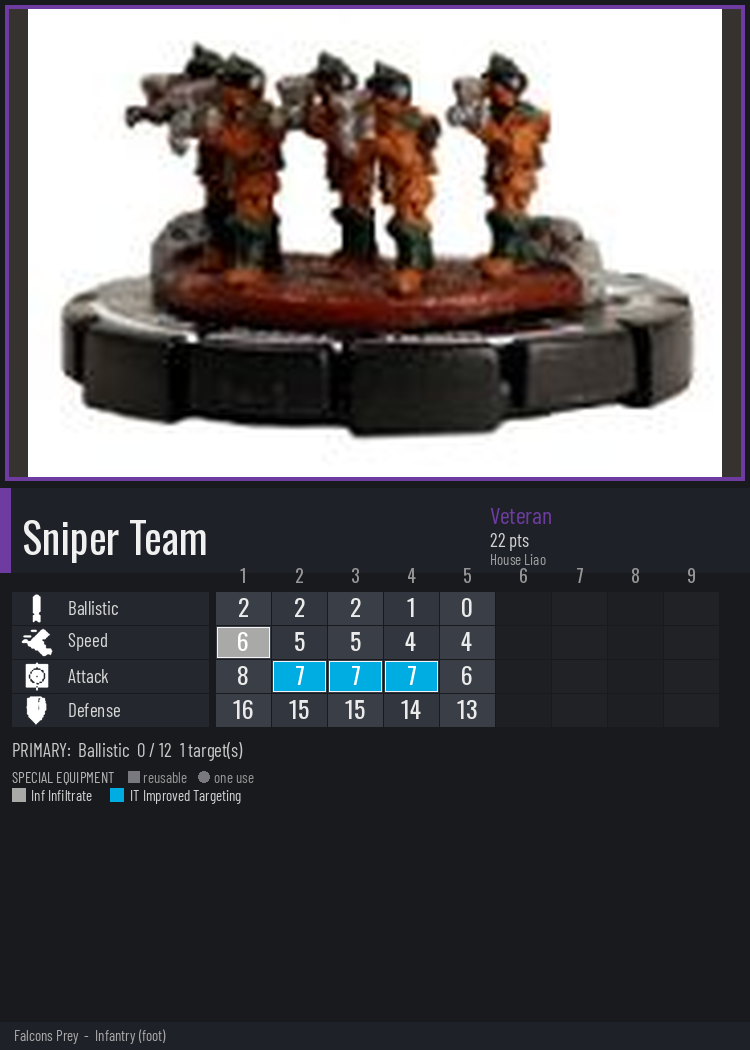 Sniper Team
Veteran
22 pts
House Liao
1 2 3 4 5 6 7 8 9
Ballistic 2 2 2 1 0
Speed 6 5 5 4 4
Attack 8 7 7 7 6
Defense 16 15 15 14 13
PRIMARY: Ballistic 0 / 12 1 target(s)
SPECIAL EQUIPMENT reusable one use
Inf Infiltrate IT Improved Targeting
Falcons Prey - Infantry (foot)